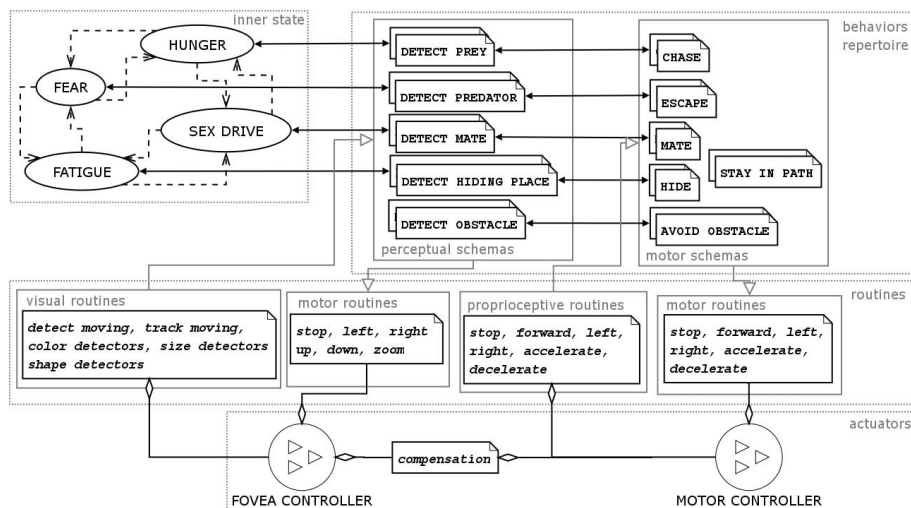 inner state
HUNGER
FEAR
SEX DRIVE
FATIGUE
behaviors
repertoire
DETECT PREY
DETECT PREDATOR
DETECT MATE
DETECT HIDING PLACE
DETECT OBSTACLE
perceptual schemas
CHASE
ESCAPE
MATE
STAY IN PATH
HIDE
AVOID OBSTACLE
motor schemas
routines
visual routines
detect moving, track moving,
color detectors, size detectors
shape detectors
motor routines
stop, left, right
up, down, zoom
proprioceptive routines
stop, forward, left,
right, accelerate,
decelerate
motor routines
stop, forward, left,
right, accelerate,
decelerate
actuators
compensation
FOVEA CONTROLLER
MOTOR CONTROLLER